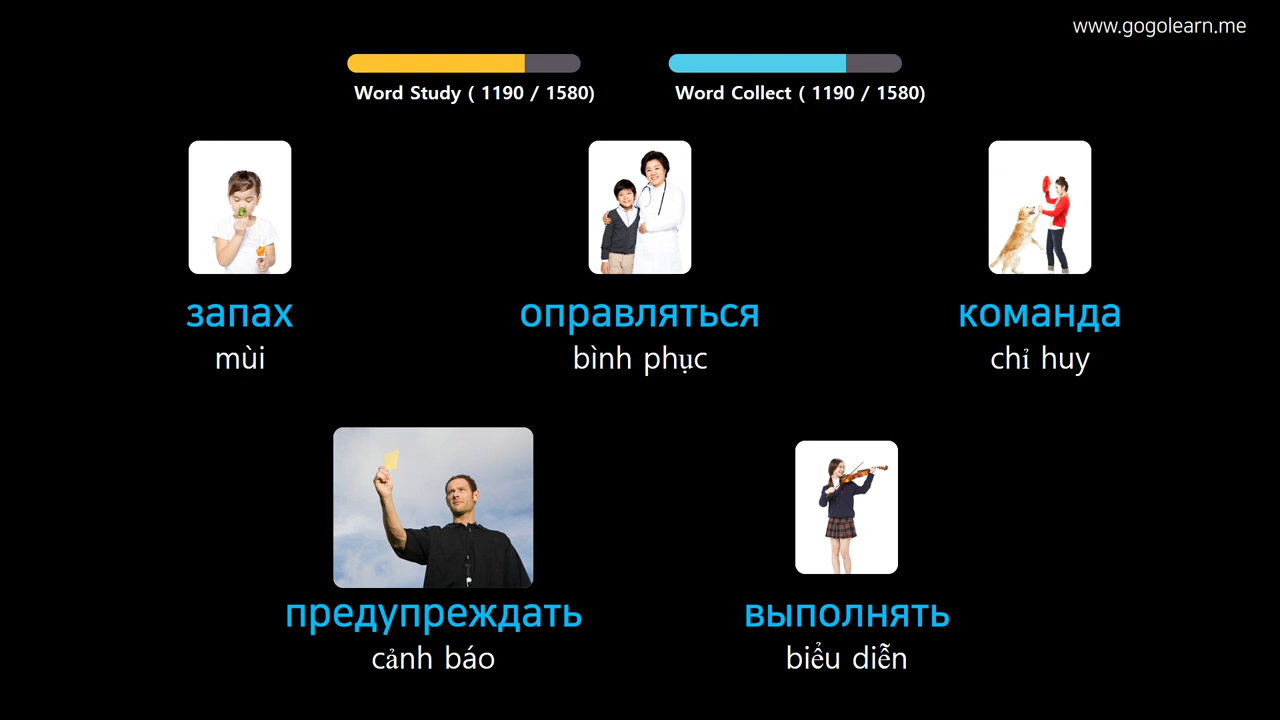 www.gogolearn.me
Word Study ( 1190 / 1580)
Word Collect ( 1190 / 1580)
запах
mùi
оправляться
bình phục
команда
chỉ huy
предупреждать
cảnh báo
выполнять
biểu diễn